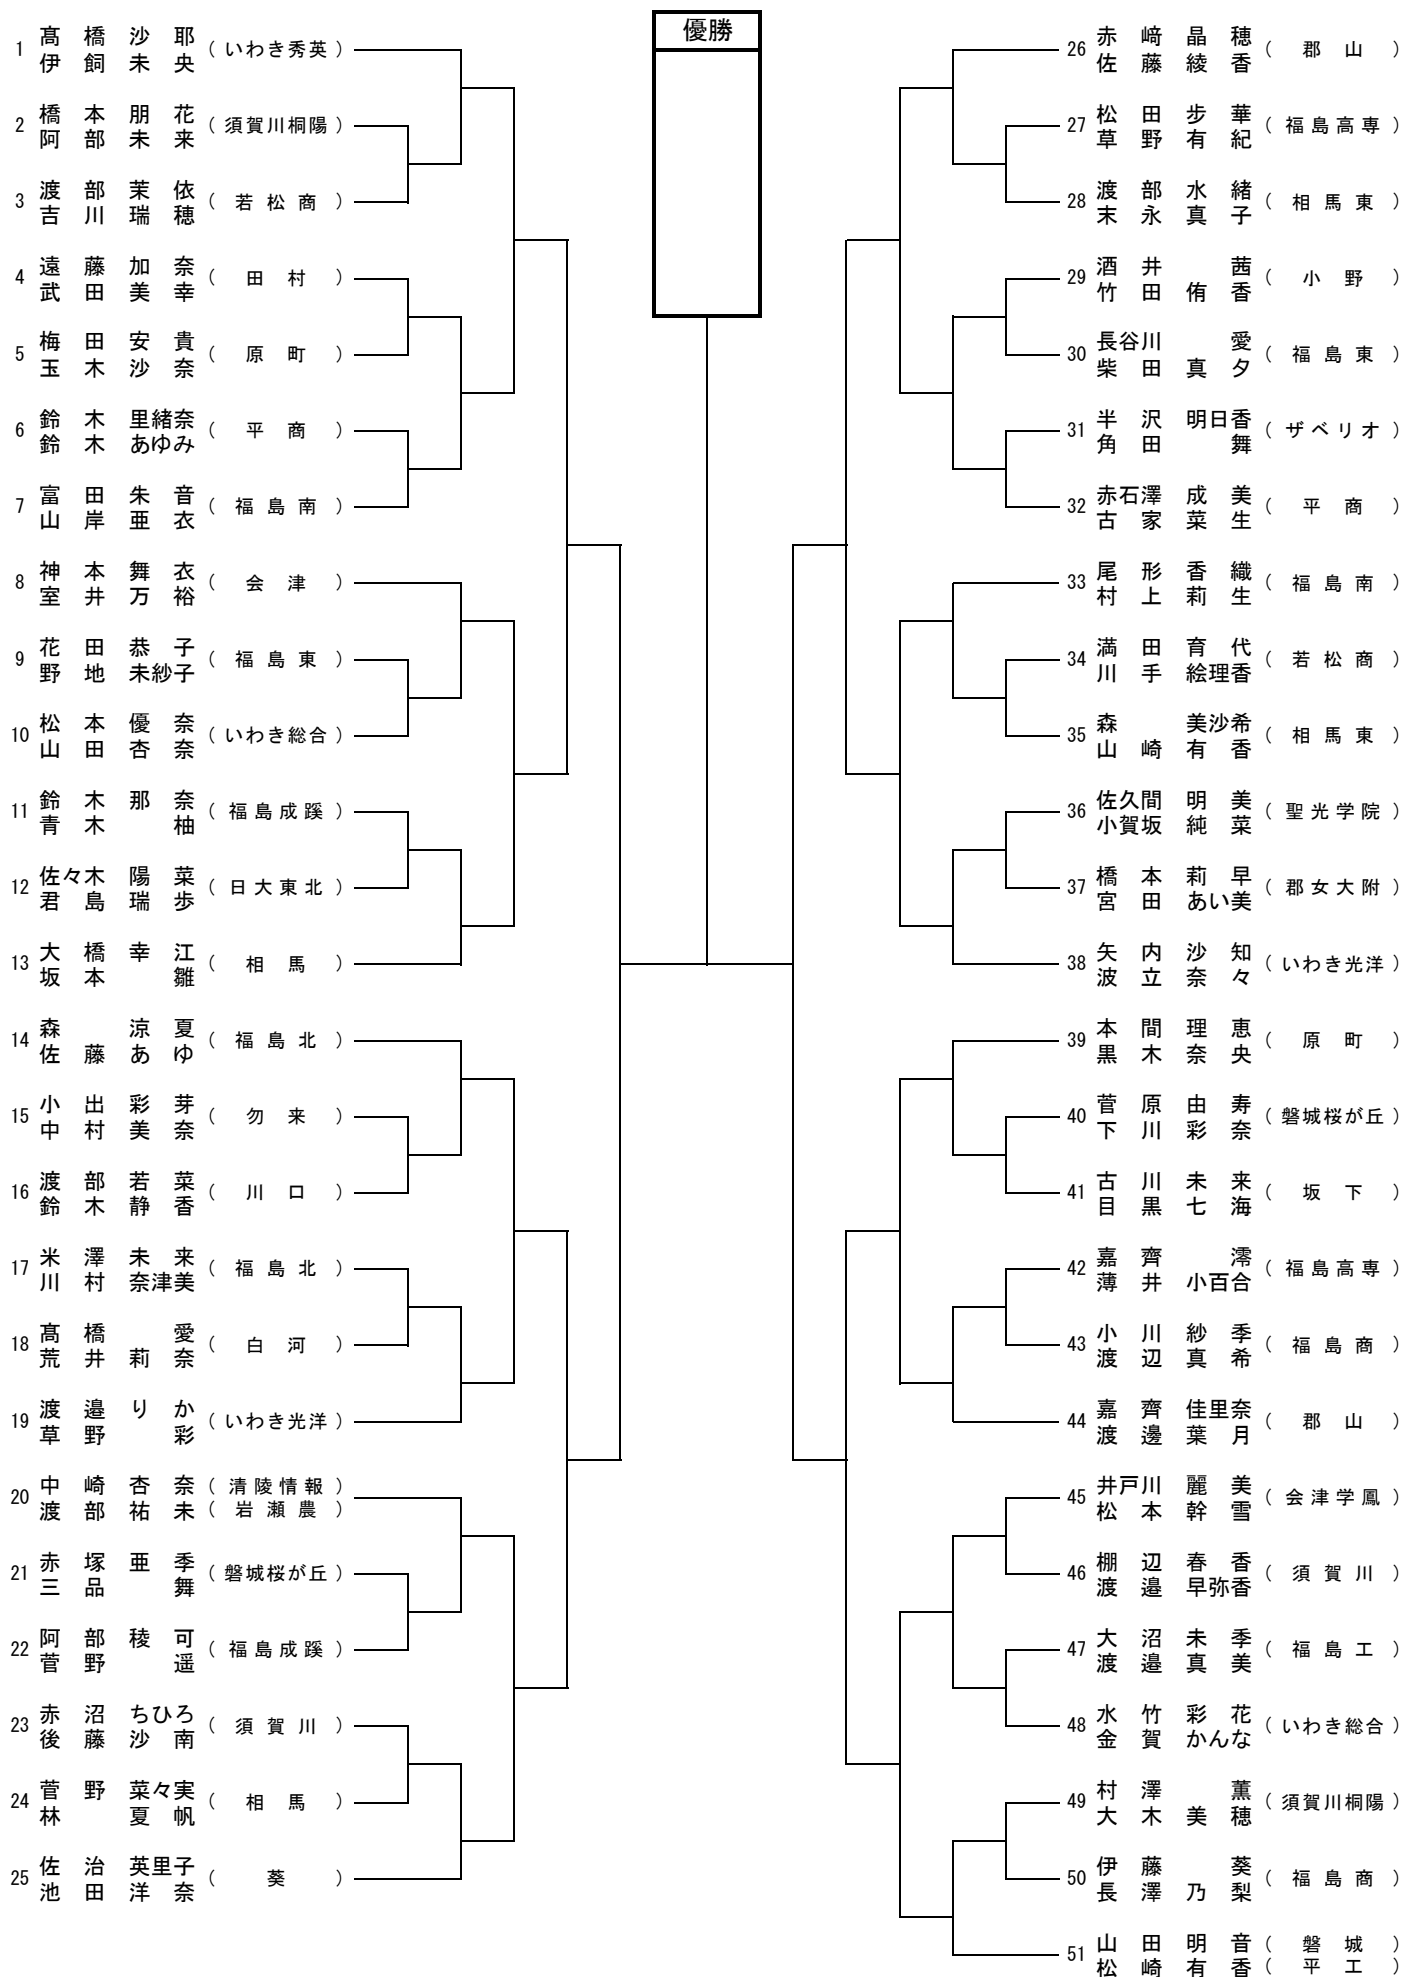 優勝
1 髙橋沙耶 (いわき秀英)
伊飼未央
2 橋本朋花 (須賀川桐陽)
阿部未来
3 渡部茉依 (若松商)
吉川瑞穂
4 遠藤加奈 (田村)
武田美幸
5 梅田安貴 (原町)
玉木沙奈
6 鈴木里緒奈 (平商)
鈴木あゆみ
7 富田朱音 (福島南)
山岸亜衣
8 神本舞衣 (会津)
室井万裕
9 花田恭子 (福島東)
野地未紗子
10 松本優奈 (いわき総合)
山田杏奈
11 鈴木那奈 (福島成蹊)
青木柚
12 佐々木陽菜 (日大東北)
君島瑞歩
13 大橋幸江 (相馬)
坂本雛
14 森涼夏 (福島北)
佐藤あゆ
15 小出彩芽 (勿来)
中村美奈
16 渡部若菜 (川口)
鈴木静香
17 米澤未来 (福島北)
川村奈津美
18 髙橋愛 (白河)
荒井莉奈
19 渡邉りか (いわき光洋)
草野彩
20 中崎杏奈 (清陵情報)
渡部祐未 (岩瀬農)
21 赤塚亜季 (磐城桜が丘)
三品舞
22 阿部稜可 (福島成蹊)
菅野遥
23 赤沼ちひろ (須賀川)
後藤沙南
24 菅野菜々実 (相馬)
林夏帆
25 佐治英里子 (葵)
池田洋奈
26 赤﨑晶穂 (郡山)
佐藤綾香
27 松田歩華 (福島高専)
草野有紀
28 渡部水緒 (相馬東)
末永真子
29 酒井茜 (小野)
竹田侑香
30 長谷川愛 (福島東)
柴田真夕
31 半沢明日香 (ザベリオ)
角田舞
32 赤石澤成美 (平商)
古家菜生
33 尾形香織 (福島南)
村上莉生
34 満田育代 (若松商)
川手絵理香
35 森美沙希 (相馬東)
山崎有香
36 佐久間明美 (聖光学院)
小賀坂純菜
37 橋本莉早 (郡女大附)
宮田あい美
38 矢内沙知 (いわき光洋)
波立奈々
39 本間理恵 (原町)
黒木奈央
40 菅原由寿 (磐城桜が丘)
下川彩奈
41 古川未来 (坂下)
目黒七海
42 嘉齊澪 (福島高専)
薄井小百合
43 小川紗季 (福島商)
渡辺真希
44 嘉齊佳里奈 (郡山)
渡邊葉月
45 井戸川麗美 (会津学鳳)
松本幹雪
46 棚辺春香 (須賀川)
渡邉早弥香
47 大沼未季 (福島工)
渡邉真美
48 水竹彩花 (いわき総合)
金賀かんな
49 村澤薫 (須賀川桐陽)
大木美穂
50 伊藤葵 (福島商)
長澤乃梨
51 山田明音 (磐城)
松崎有香 (平工)